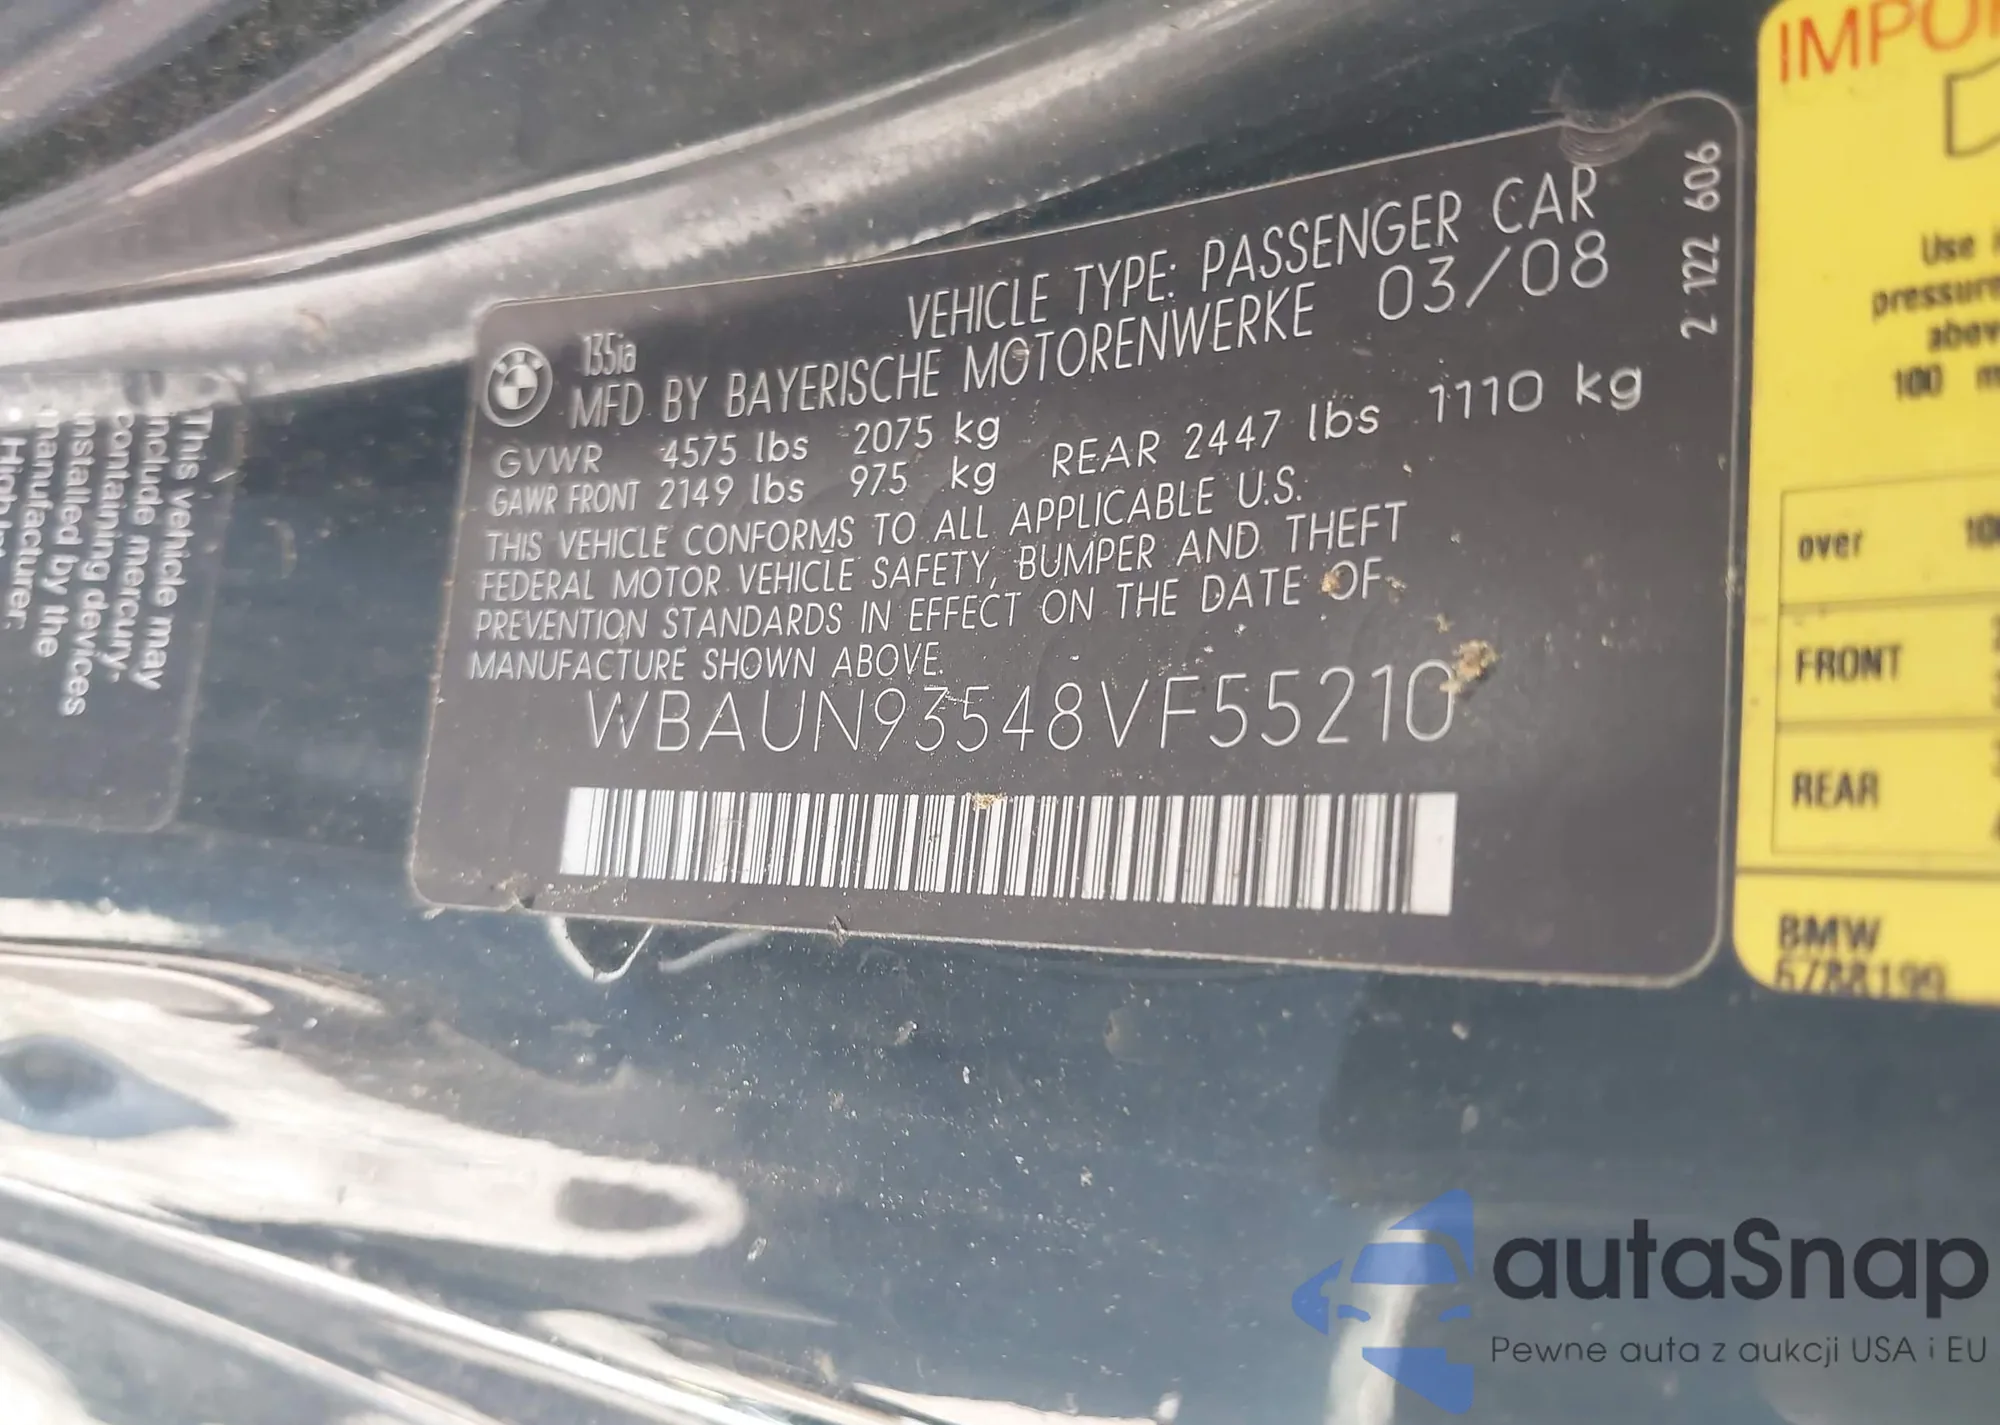 This vehicle may
include mercury-
containing devices
installed by the
manufacturer.
135ia
VEHICLE TYPE: PASSENGER CAR
MFD BY BAYERISCHE MOTORENWERKE 03/08
GVWR 4575 lbs 2075 kg
GAWR FRONT 2149 lbs 975 kg REAR 2447 lbs 1110 kg
THIS VEHICLE CONFORMS TO ALL APPLICABLE U.S.
FEDERAL MOTOR VEHICLE SAFETY, BUMPER AND THEFT
PREVENTION STANDARDS IN EFFECT ON THE DATE OF
MANUFACTURE SHOWN ABOVE.
WBAUN93548VF55210
2 122 606
Use
pressure
100
over
FRONT
REAR
BMW
6788199
autaSnap
Pewne auta z aukcji USA i EU